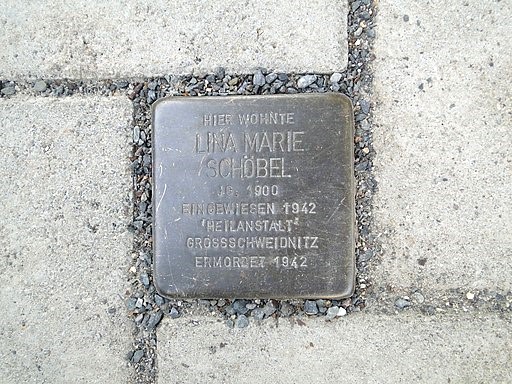 HIER WOHNTE
LINA MARIE
SCHÖBEL
JG. 1900
EINGEWIESEN 1942
'HEILANSTALT'
GROSSSCHWEIDNITZ
ERMORDET 1942